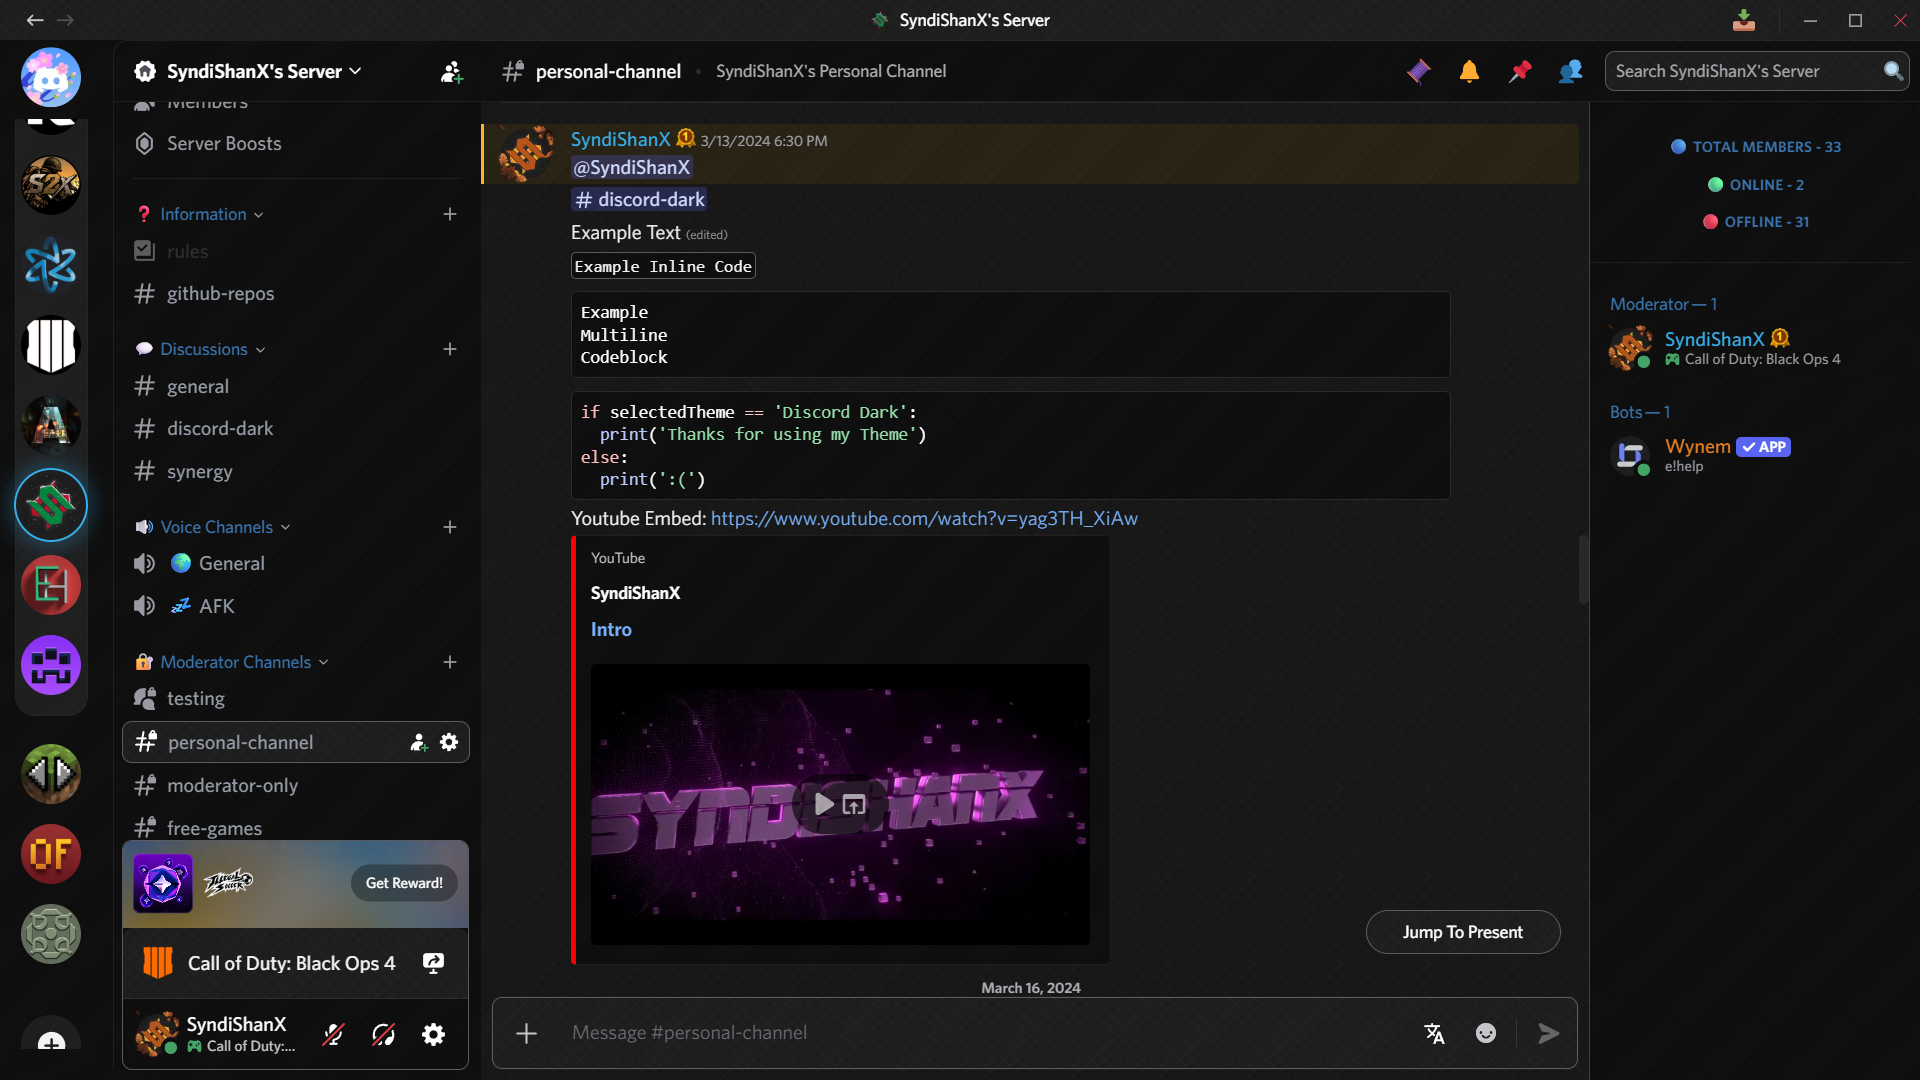 SyndiShanX's Server
SyndiShanX's Server
Members
Server Boosts
Information
rules
github-repos
Discussions
general
discord-dark
synergy
Voice Channels
General
AFK
Moderator Channels
testing
personal-channel
moderator-only
free-games
Get Reward!
Call of Duty: Black Ops 4
SyndiShanX
Call of Duty:...
S2X
OF
personal-channel
SyndiShanX's Personal Channel
Search SyndiShanX's Server
SyndiShanX 3/13/2024 6:30 PM
@SyndiShanX
# discord-dark
Example Text (edited)
Example Inline Code
Example
Multiline
Codeblock
if selectedTheme == 'Discord Dark':
  print('Thanks for using my Theme')
else:
  print(':(')
Youtube Embed: https://www.youtube.com/watch?v=yag3TH_XiAw
YouTube
SyndiShanX
Intro
SYNDISHANX
Jump To Present
March 16, 2024
Message #personal-channel
TOTAL MEMBERS - 33
ONLINE - 2
OFFLINE - 31
Moderator — 1
SyndiShanX
Call of Duty: Black Ops 4
Bots — 1
Wynem APP
e!help